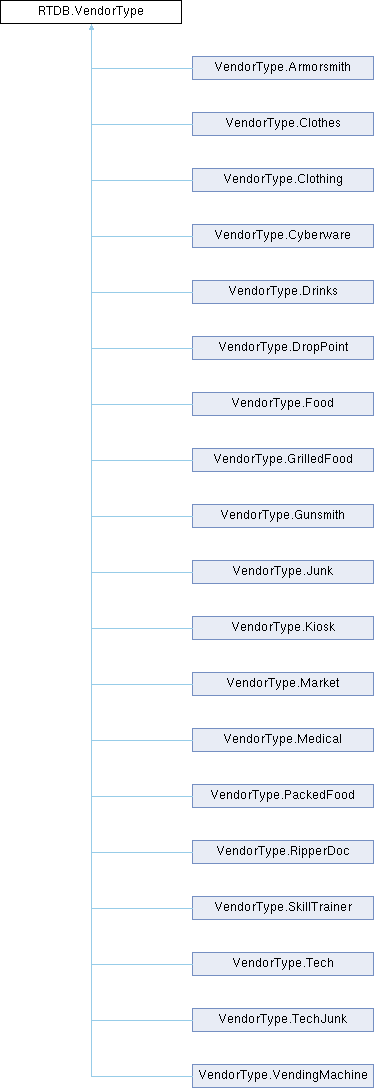 RTDB.VendorType
VendorType.Armorsmith
VendorType.Clothes
VendorType.Clothing
VendorType.Cyberware
VendorType.Drinks
VendorType.DropPoint
VendorType.Food
VendorType.GrilledFood
VendorType.Gunsmith
VendorType.Junk
VendorType.Kiosk
VendorType.Market
VendorType.Medical
VendorType.PackedFood
VendorType.RipperDoc
VendorType.SkillTrainer
VendorType.Tech
VendorType.TechJunk
VendorType.VendingMachine